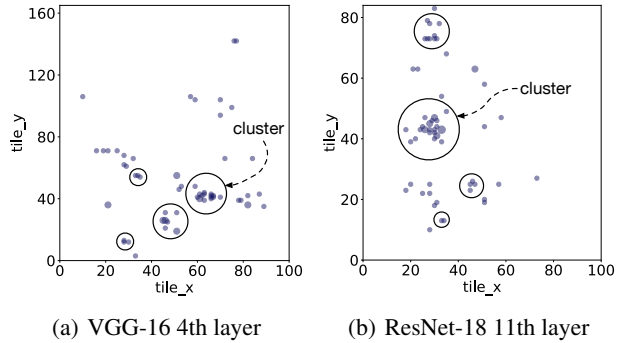 160
120
80
40
0
tile_y
cluster
0 20 40 60 80 100
tile_x
(a) VGG-16 4th layer
80
60
40
20
0
tile_y
cluster
0 20 40 60 80 100
tile_x
(b) ResNet-18 11th layer